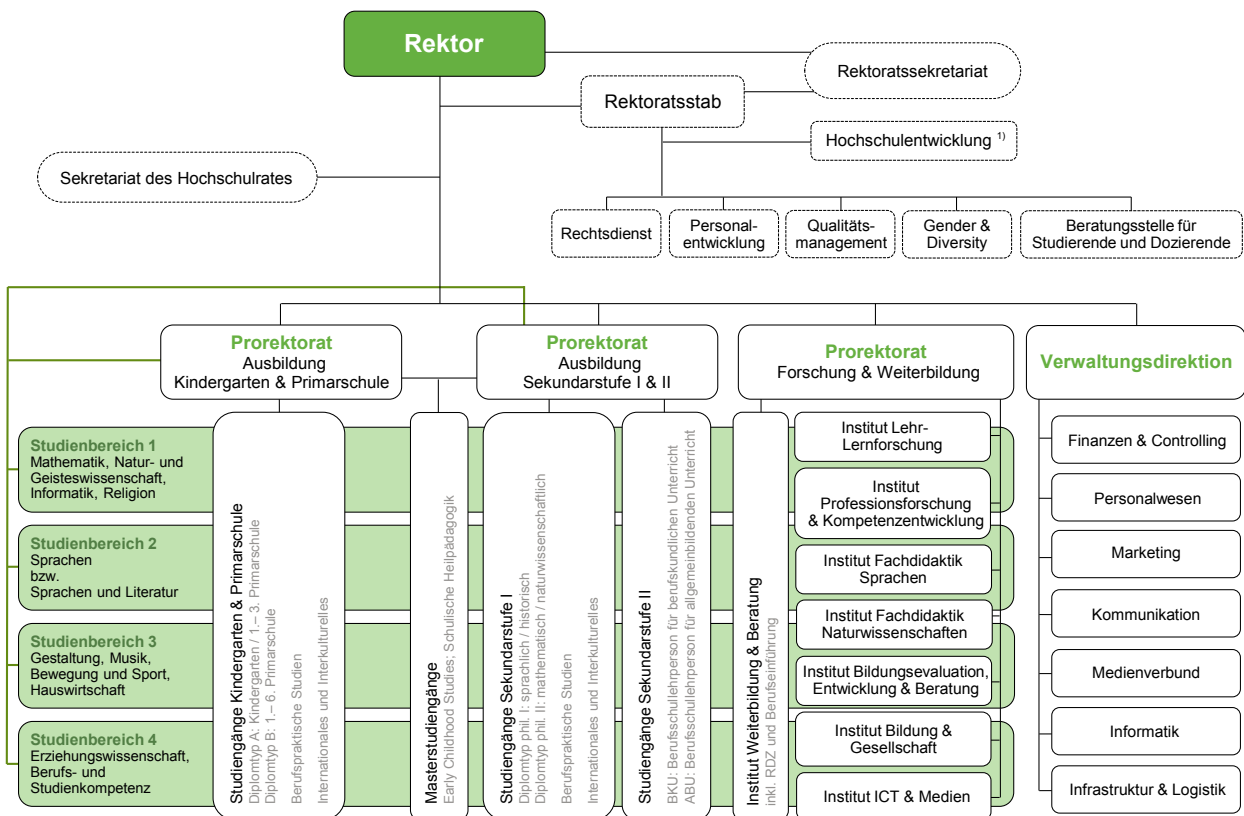 Rektor
Rektoratssekretariat
Rektoratsstab
Hochschulentwicklung 1)
Sekretariat des Hochschulrates
Rechtsdienst
Personal-
entwicklung
Qualitäts-
management
Gender &
Diversity
Beratungsstelle für
Studierende und Dozierende
Prorektorat
Ausbildung
Kindergarten & Primarschule
Prorektorat
Ausbildung
Sekundarstufe I & II
Prorektorat
Forschung & Weiterbildung
Verwaltungsdirektion
Studienbereich 1
Mathematik, Natur- und
Geisteswissenschaft,
Informatik, Religion
Studienbereich 2
Sprachen
bzw.
Sprachen und Literatur
Studienbereich 3
Gestaltung, Musik,
Bewegung und Sport,
Hauswirtschaft
Studienbereich 4
Erziehungswissenschaft,
Berufs- und
Studienkompetenz
Studiengänge Kindergarten & Primarschule
Diplomtyp A: Kindergarten / 1.– 3. Primarschule
Diplomtyp B: 1.– 6. Primarschule
Berufspraktische Studien
Internationales und Interkulturelles
Masterstudiengänge
Early Childhood Studies; Schulische Heilpädagogik
Studiengänge Sekundarstufe I
Diplomtyp phil. I: sprachlich / historisch
Diplomtyp phil. II: mathematisch / naturwissenschaftlich
Berufspraktische Studien
Internationales und Interkulturelles
Studiengänge Sekundarstufe II
BKU: Berufsschullehrperson für berufskundlichen Unterricht
ABU: Berufsschullehrperson für allgemeinbildenden Unterricht
Institut Weiterbildung & Beratung
inkl. RDZ und Berufseinführung
Institut Lehr-
Lernforschung
Institut
Professionsforschung
& Kompetenzentwicklung
Institut Fachdidaktik
Sprachen
Institut Fachdidaktik
Naturwissenschaften
Institut Bildungsevaluation,
Entwicklung & Beratung
Institut Bildung &
Gesellschaft
Institut ICT & Medien
Finanzen & Controlling
Personalwesen
Marketing
Kommunikation
Medienverbund
Informatik
Infrastruktur & Logistik